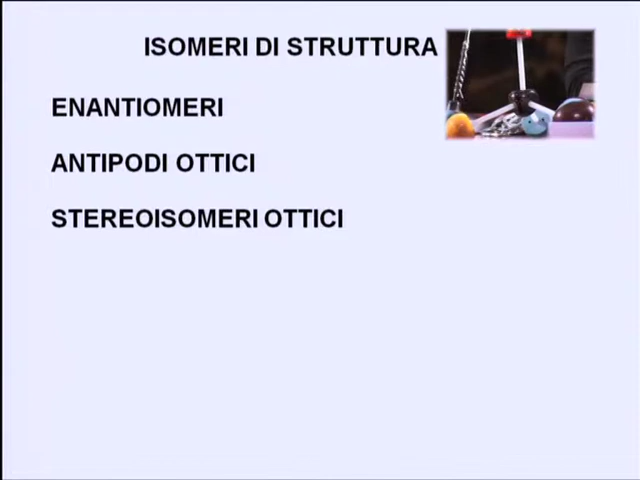 ISOMERI DI STRUTTURA
ENANTIOMERI
ANTIPODI OTTICI
STEREOISOMERI OTTICI